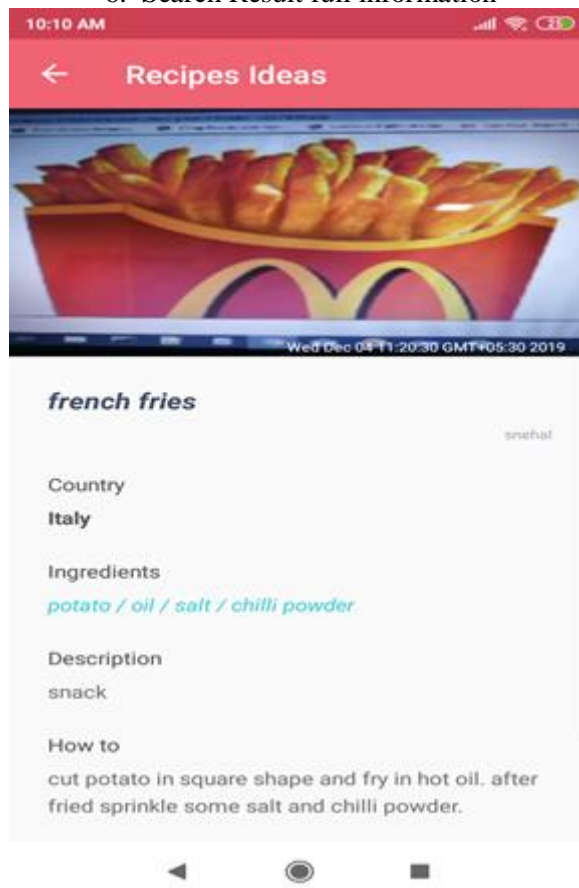 Search Result full information
10:10 AM
Recipes Ideas
Wed Dec 04 11:20:30 GMT+05:30 2019
french fries
snehal
Country
Italy
Ingredients
potato / oil / salt / chilli powder
Description
snack
How to
cut potato in square shape and fry in hot oil. after
fried sprinkle some salt and chilli powder.